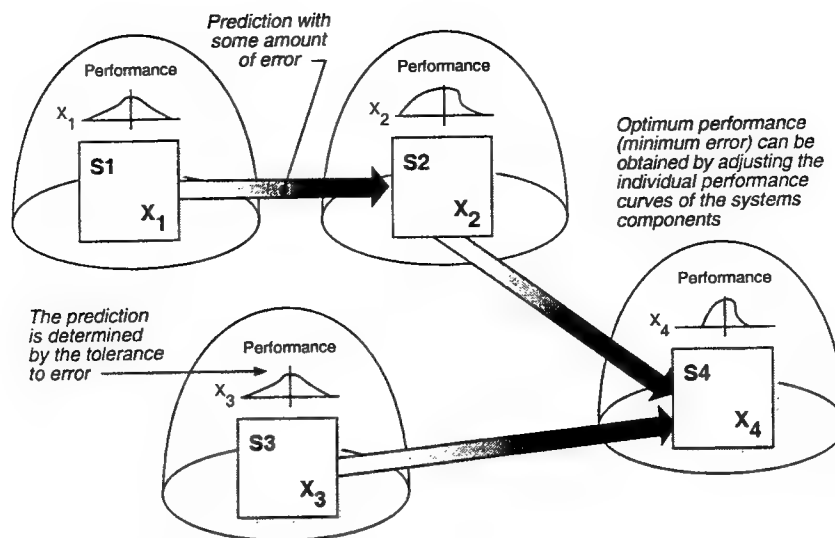 Prediction with
some amount
of error
Performance
X1
S1
X1
Performance
X2
S2
X2
Optimum performance
(minimum error) can be
obtained by adjusting the
individual performance
curves of the systems
components
Performance
X4
S4
X4
The prediction
is determined
by the tolerance
to error
Performance
X3
S3
X3